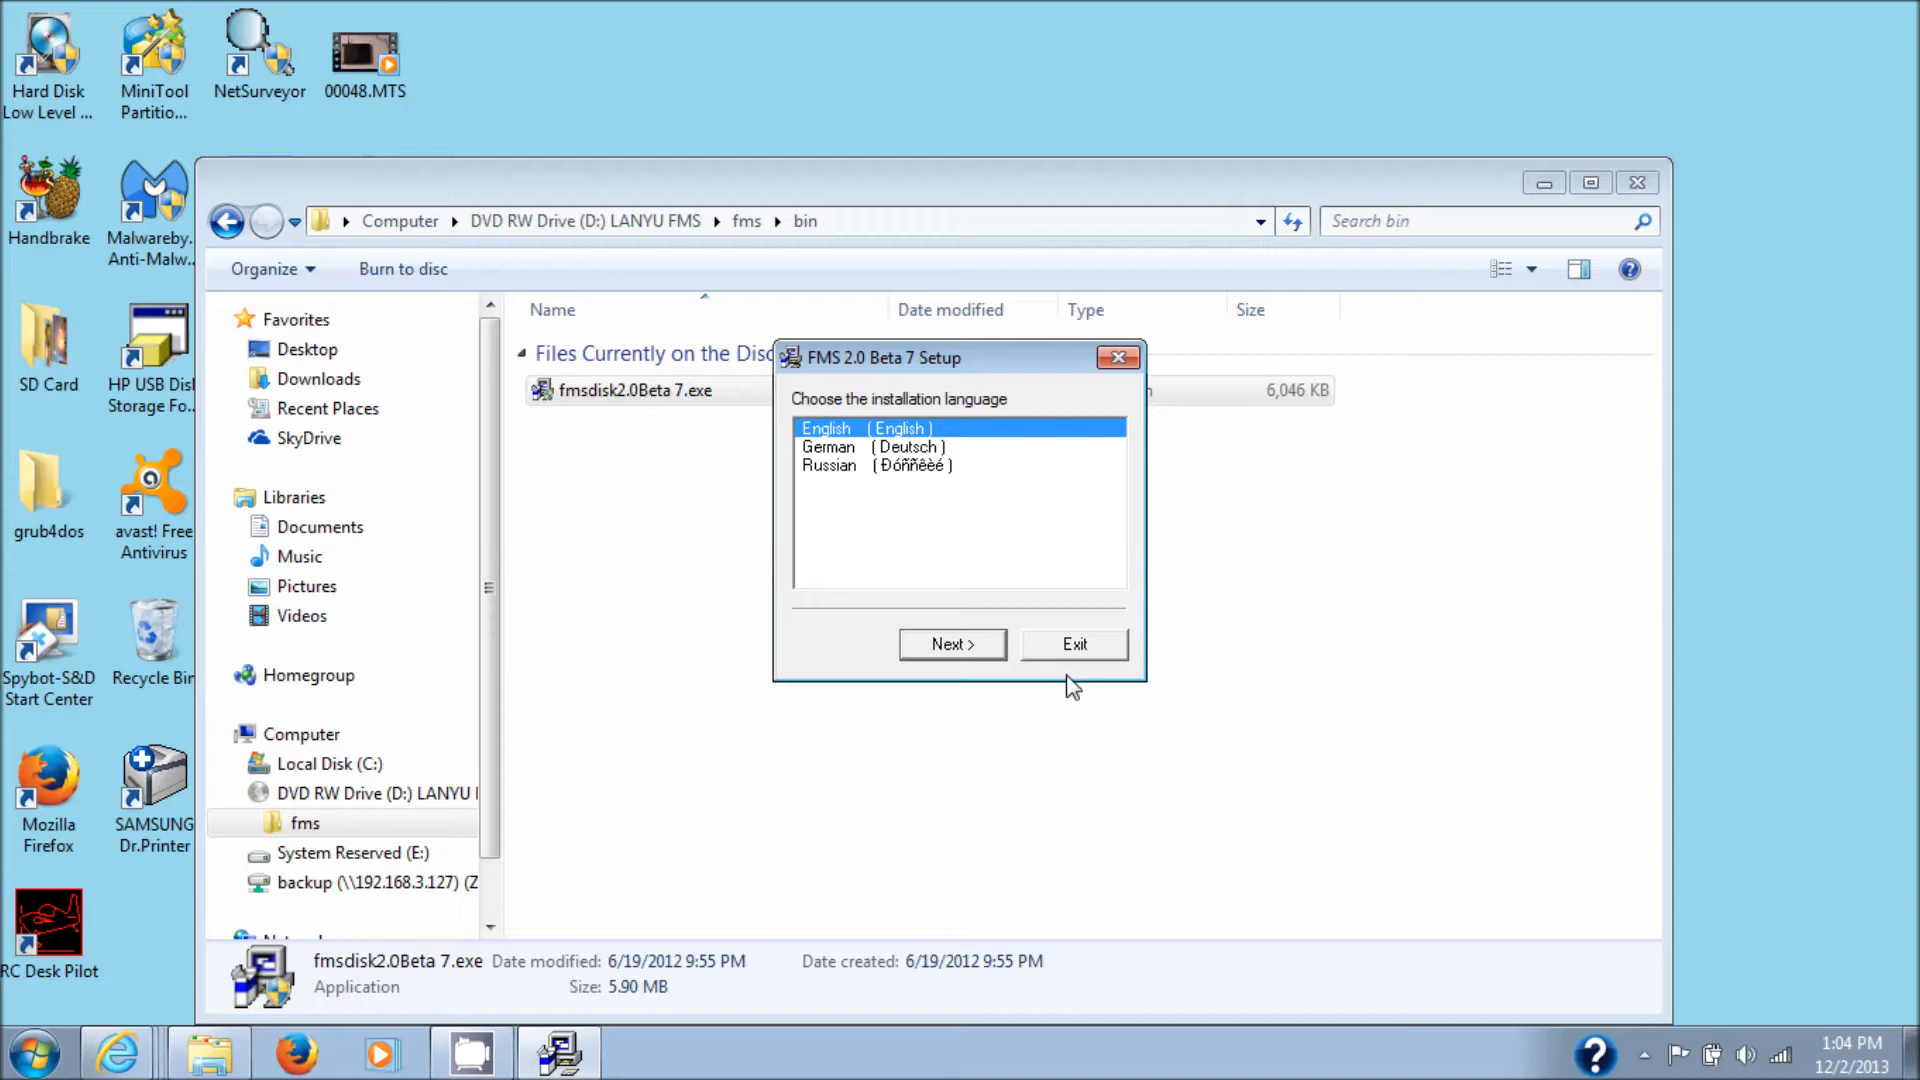 Hard Disk
Low Level ...
MiniTool
Partitio...
NetSurveyor
00048.MTS
Handbrake
Malwareby.
Anti-Malw..
SD Card
HP USB Disk
Storage Fo..
grub4dos
avast! Free
Antivirus
Spybot-S&D
Start Center
Recycle Bin
Mozilla
Firefox
SAMSUNG
Dr.Printer
RC Desk Pilot
Computer
DVD RW Drive (D:) LANYU FMS
fms
bin
Search bin
Organize
Burn to disc
Favorites
Desktop
Downloads
Recent Places
SkyDrive
Libraries
Documents
Music
Pictures
Videos
Homegroup
Computer
Local Disk (C:)
DVD RW Drive (D:) LANYU
fms
System Reserved (E:)
backup (\\192.168.3.127) (Z
Name
Date modified
Type
Size
Files Currently on the Disc
fmsdisk2.0Beta 7.exe
6,046 KB
FMS 2.0 Beta 7 Setup
Choose the installation language
English ( English )
German ( Deutsch )
Russian ( Ðóññêèé )
Next >
Exit
fmsdisk2.0Beta 7.exe Date modified: 6/19/2012 9:55 PM Date created: 6/19/2012 9:55 PM
Application Size: 5.90 MB
1:04 PM
12/2/2013